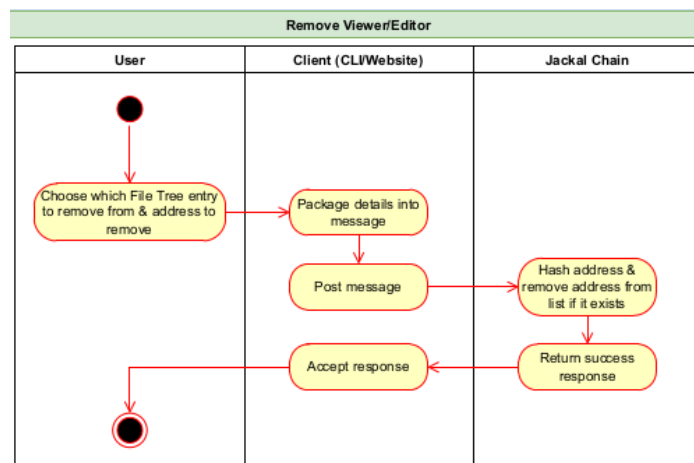 Remove Viewer/Editor
User
Client (CLI/Website)
Jackal Chain
Choose which File Tree entry
to remove from & address to
remove
Package details into
message
Post message
Hash address &
remove address from
list if it exists
Return success
response
Accept response